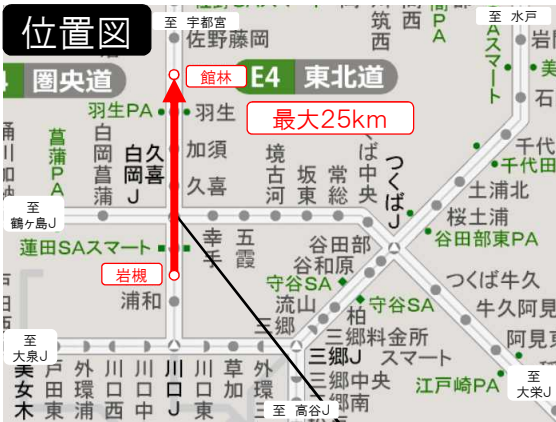 位置図
至 宇都宮
佐野藤岡
至 水戸
4 圏央道
館林
E4 東北道
羽生PA
羽生
最大25km
菖蒲PA
白岡菖蒲
久喜白岡J
加須
久喜
境古河
坂東
常総
つくば中央
つくばJ
千代田
土浦北
桜土浦
谷田部東PA
至 鶴ヶ島J
蓮田SAスマート
幸手
五霞
谷田部
谷和原
守谷SA
岩槻
浦和
流山
柏
守谷SA
つくば牛久
牛久阿見
三郷
三郷料金所スマート
阿見東
至 大泉J
三郷J
三郷中央
三郷南
江戸崎PA
至 大栄J
美女木
戸田東
外環浦
川口西
川口中
川口J
川口東
草加
外環三
至 高谷J